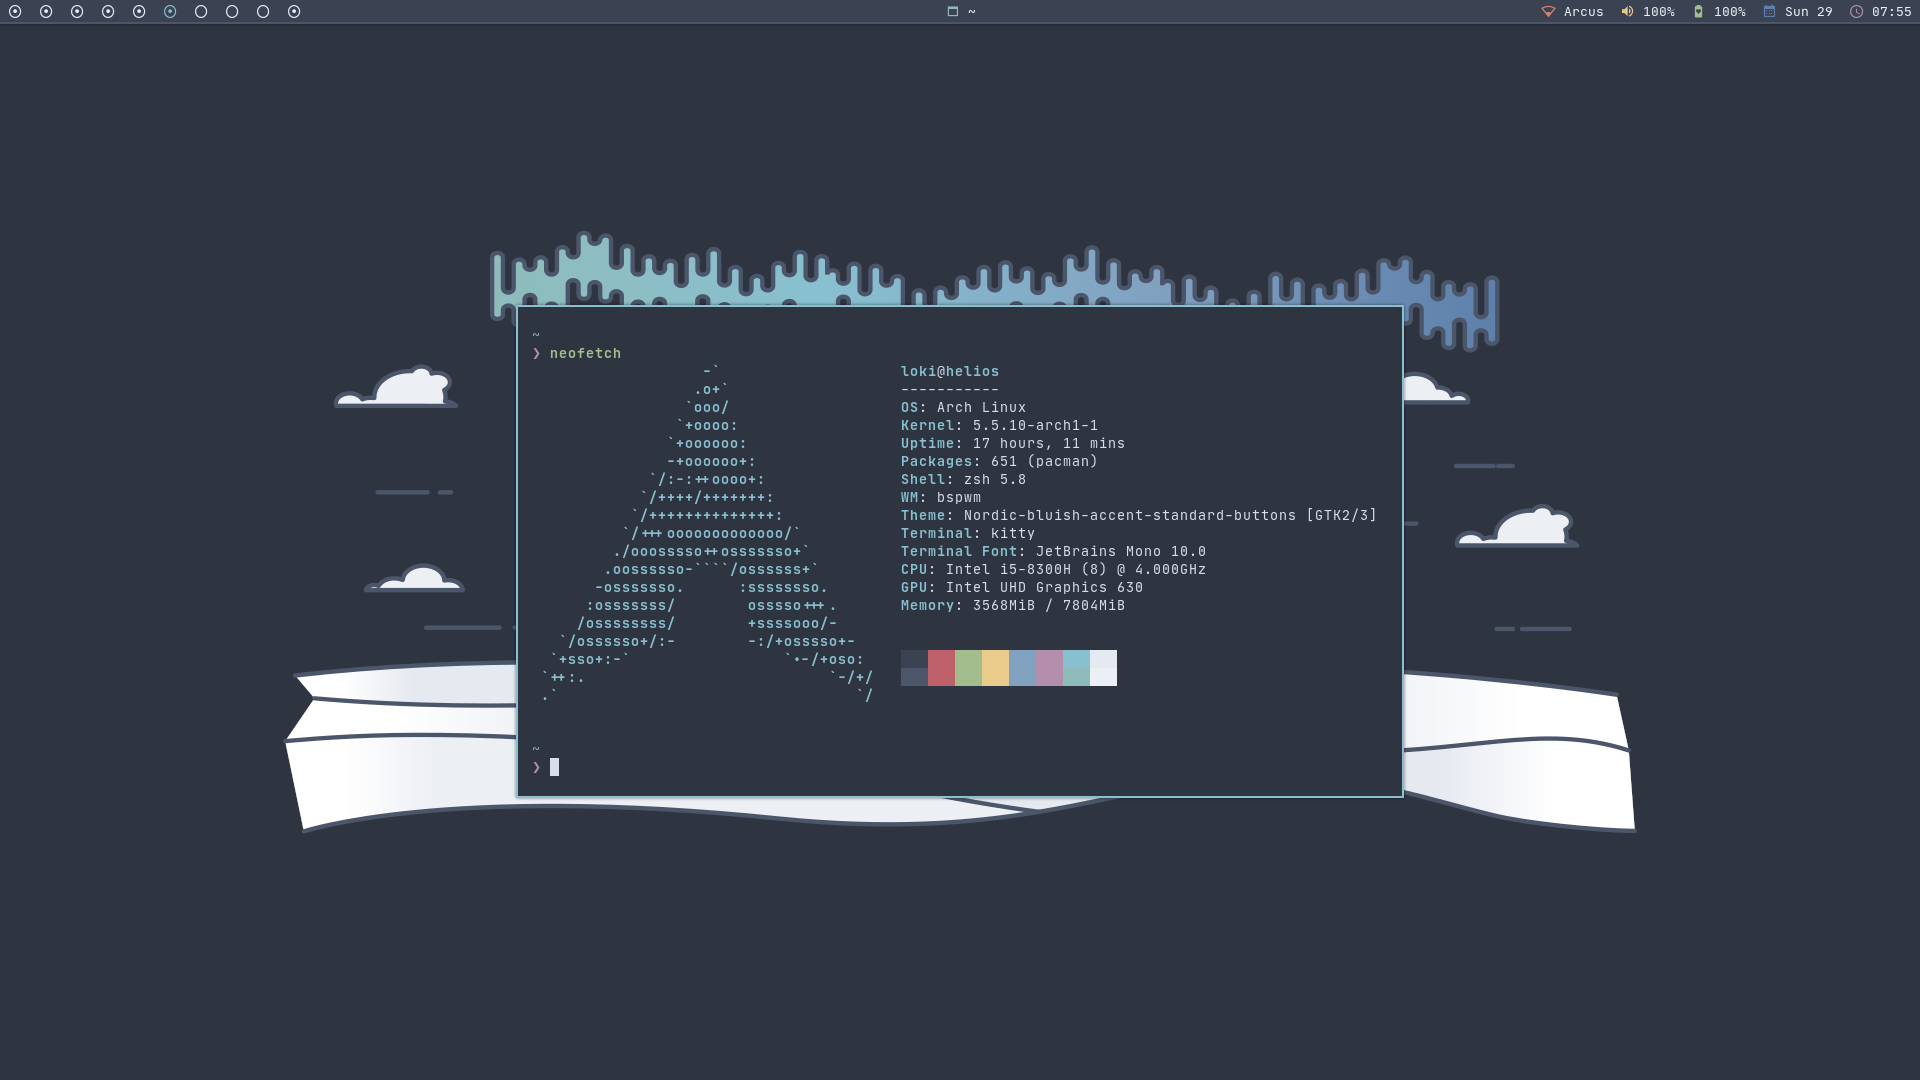 ~
Arcus 100% 100% Sun 29 07:55
~
❯ neofetch
-`
.o+`
`ooo/
`+oooo:
`+oooooo:
-+oooooo+:
`/:-:++oooo+:
`/++++/+++++++:
`/++++++++++++++:
`/+++ooooooooooooo/`
./ooosssso++osssssso+`
.oossssso-````/ossssss+`
-osssssso.      :ssssssso.
:osssssss/        osssso+++.
/ossssssss/        +ssssooo/-
`/ossssso+/:-        -:/+osssso+-
`+sso+:-`                 `.-/+oso:
`++:.                           `-/+/
.`                                 `/
loki@helios
-----------
OS: Arch Linux
Kernel: 5.5.10-arch1-1
Uptime: 17 hours, 11 mins
Packages: 651 (pacman)
Shell: zsh 5.8
WM: bspwm
Theme: Nordic-bluish-accent-standard-buttons [GTK2/3]
Terminal: kitty
Terminal Font: JetBrains Mono 10.0
CPU: Intel i5-8300H (8) @ 4.000GHz
GPU: Intel UHD Graphics 630
Memory: 3568MiB / 7804MiB
~
❯